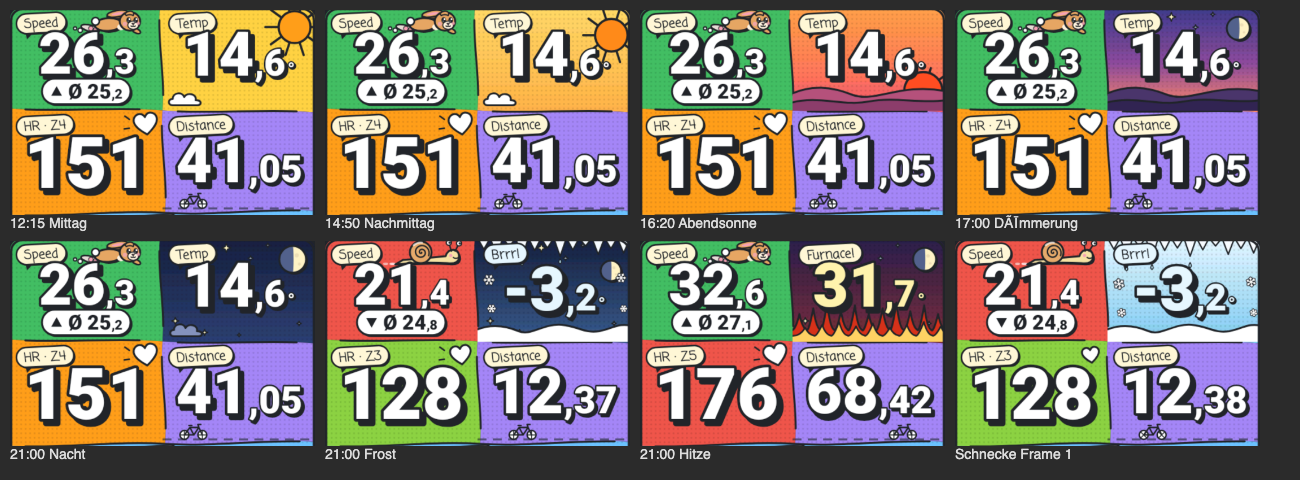 Speed
Temp
26,3
14,6°
▲ Ø 25,2
HR · Z4
Distance
151
41,05
12:15 Mittag
Speed
Temp
26,3
14,6°
▲ Ø 25,2
HR · Z4
Distance
151
41,05
14:50 Nachmittag
Speed
Temp
26,3
14,6°
▲ Ø 25,2
HR · Z4
Distance
151
41,05
16:20 Abendsonne
Speed
Temp
26,3
14,6°
▲ Ø 25,2
HR · Z4
Distance
151
41,05
17:00 DÃ¤mmerung
Speed
Temp
26,3
14,6°
▲ Ø 25,2
HR · Z4
Distance
151
41,05
21:00 Nacht
Speed
Brrr!
21,4
-3,2°
▼ Ø 24,8
HR · Z3
Distance
128
12,37
21:00 Frost
Speed
Furnace!
32,6
31,7°
▲ Ø 27,1
HR · Z5
Distance
176
68,42
21:00 Hitze
Speed
Brrr!
21,4
-3,2°
▼ Ø 24,8
HR · Z3
Distance
128
12,38
Schnecke Frame 1